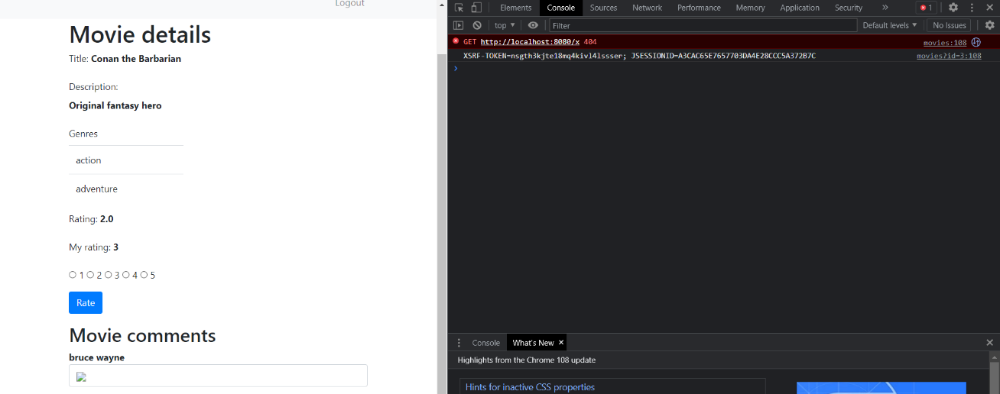 Logout
Movie details
Title: Conan the Barbarian
Description:
Original fantasy hero
Genres
action
adventure
Rating: 2.0
My rating: 3
1 2 3 4 5
Rate
Movie comments
bruce wayne
Elements Console Sources Network Performance Memory Application Security » 1
top ▼ Filter Default levels ▼ No Issues
GET http://localhost:8080/x 404 movies:108
XSRF-TOKEN=nsgth3kjte18mq4kivl4lssser; JSESSIONID=A3CAC65E7657703DA4E28CCC5A372B7C movies?id=3:108
Console What's New ×
Highlights from the Chrome 108 update
Hints for inactive CSS properties